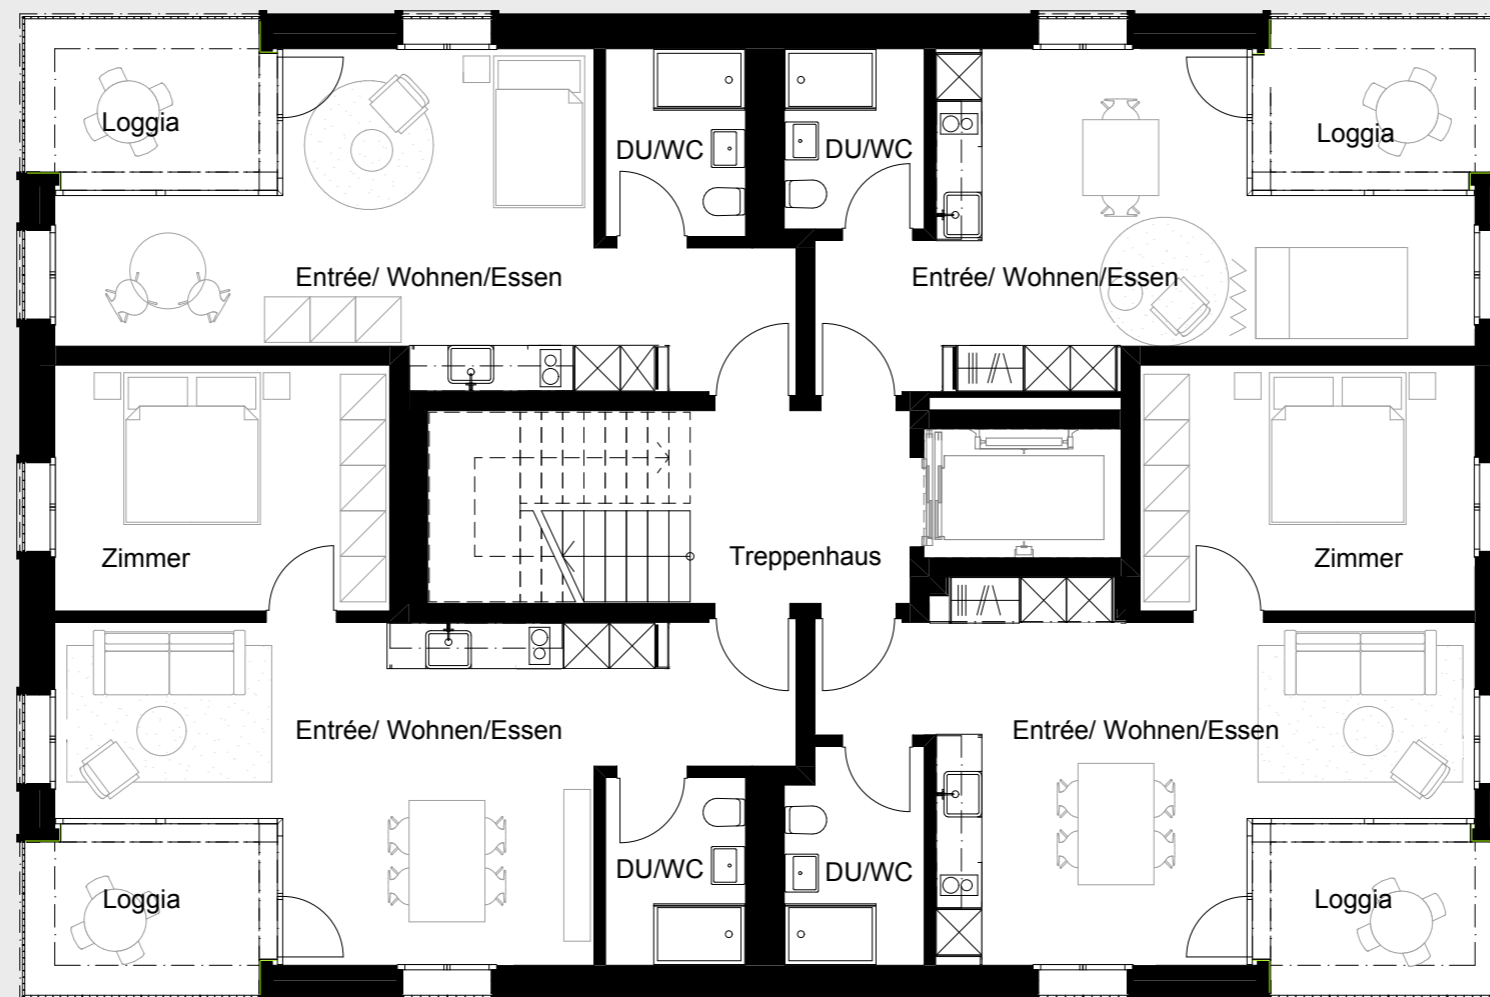 Loggia
DU/WC
DU/WC
Loggia
Entrée/ Wohnen/Essen
Entrée/ Wohnen/Essen
Zimmer
Treppenhaus
Zimmer
Entrée/ Wohnen/Essen
Entrée/ Wohnen/Essen
DU/WC
DU/WC
Loggia
Loggia